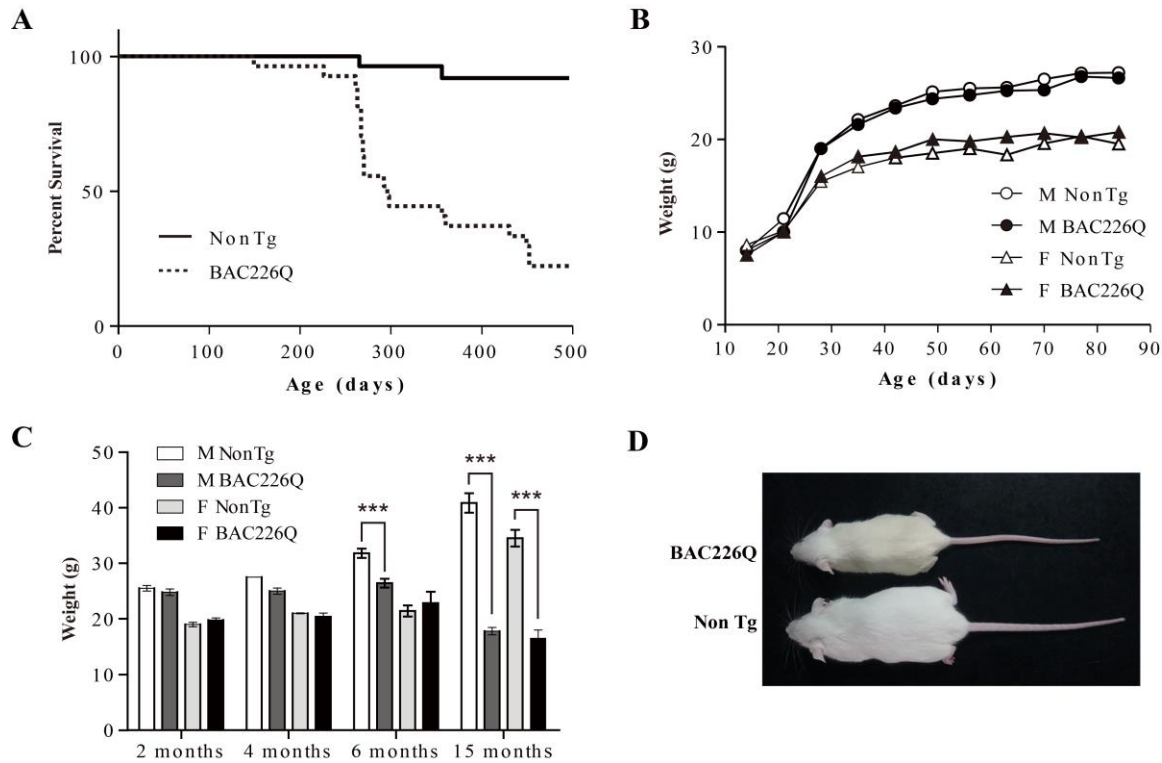 A
Percent Survival
100
50
0
NonTg
BAC226Q
0 100 200 300 400 500
Age (days)
B
Weight (g)
30
20
10
0
M NonTg
M BAC226Q
F NonTg
F BAC226Q
10 20 30 40 50 60 70 80 90
Age (days)
C
Weight (g)
50
40
30
20
10
0
M NonTg
M BAC226Q
F NonTg
F BAC226Q
***
***
***
2 months 4 months 6 months 15 months
D
BAC226Q
Non Tg